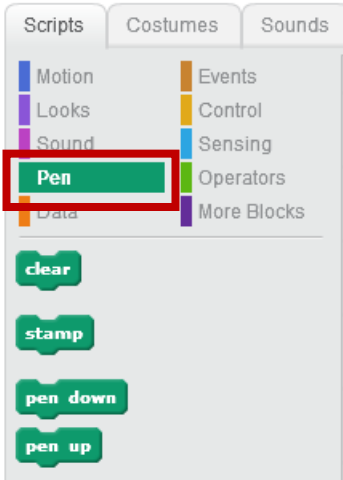 Scripts Costumes Sounds
Motion Events
Looks Control
Sound Sensing
Pen Operators
Data More Blocks
clear
stamp
pen down
pen up